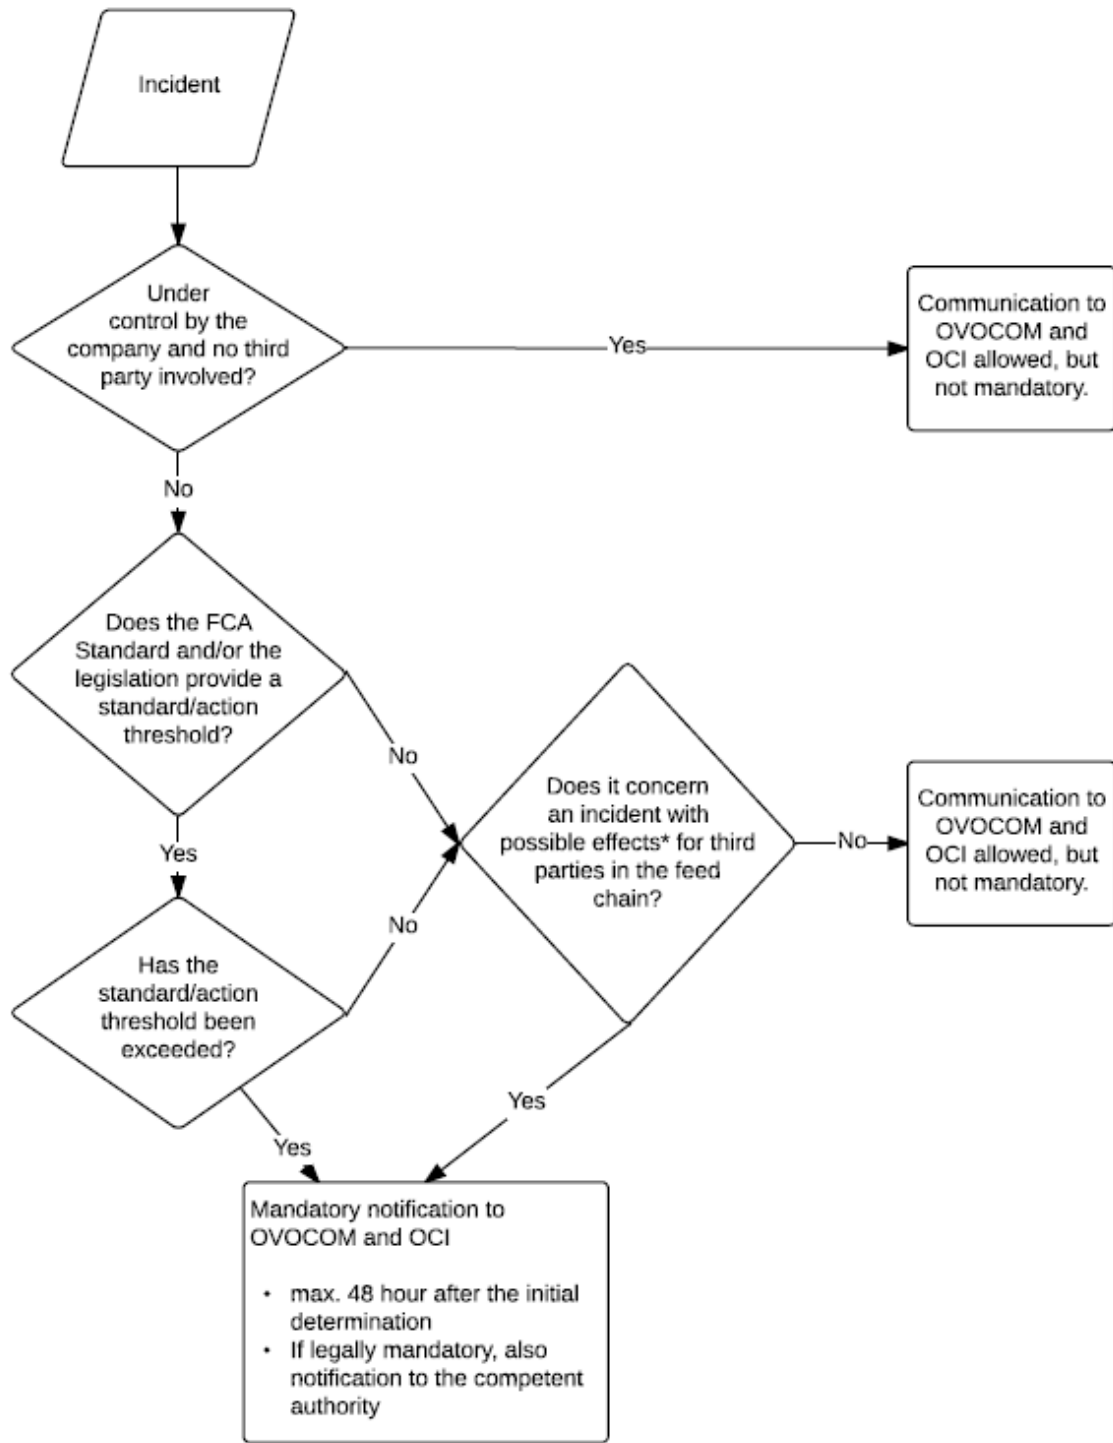 Incident
Under
control by the
company and no third
party involved?
Yes
Communication to
OVOCOM and
OCI allowed, but
not mandatory.
No
Does the FCA
Standard and/or the
legislation provide a
standard/action
threshold?
No
Does it concern
an incident with
possible effects* for third
parties in the feed
chain?
No
Communication to
OVOCOM and
OCI allowed, but
not mandatory.
Yes
No
Has the
standard/action
threshold been
exceeded?
Yes
Yes
Mandatory notification to
OVOCOM and OCI
• max. 48 hour after the initial
determination
• If legally mandatory, also
notification to the competent
authority